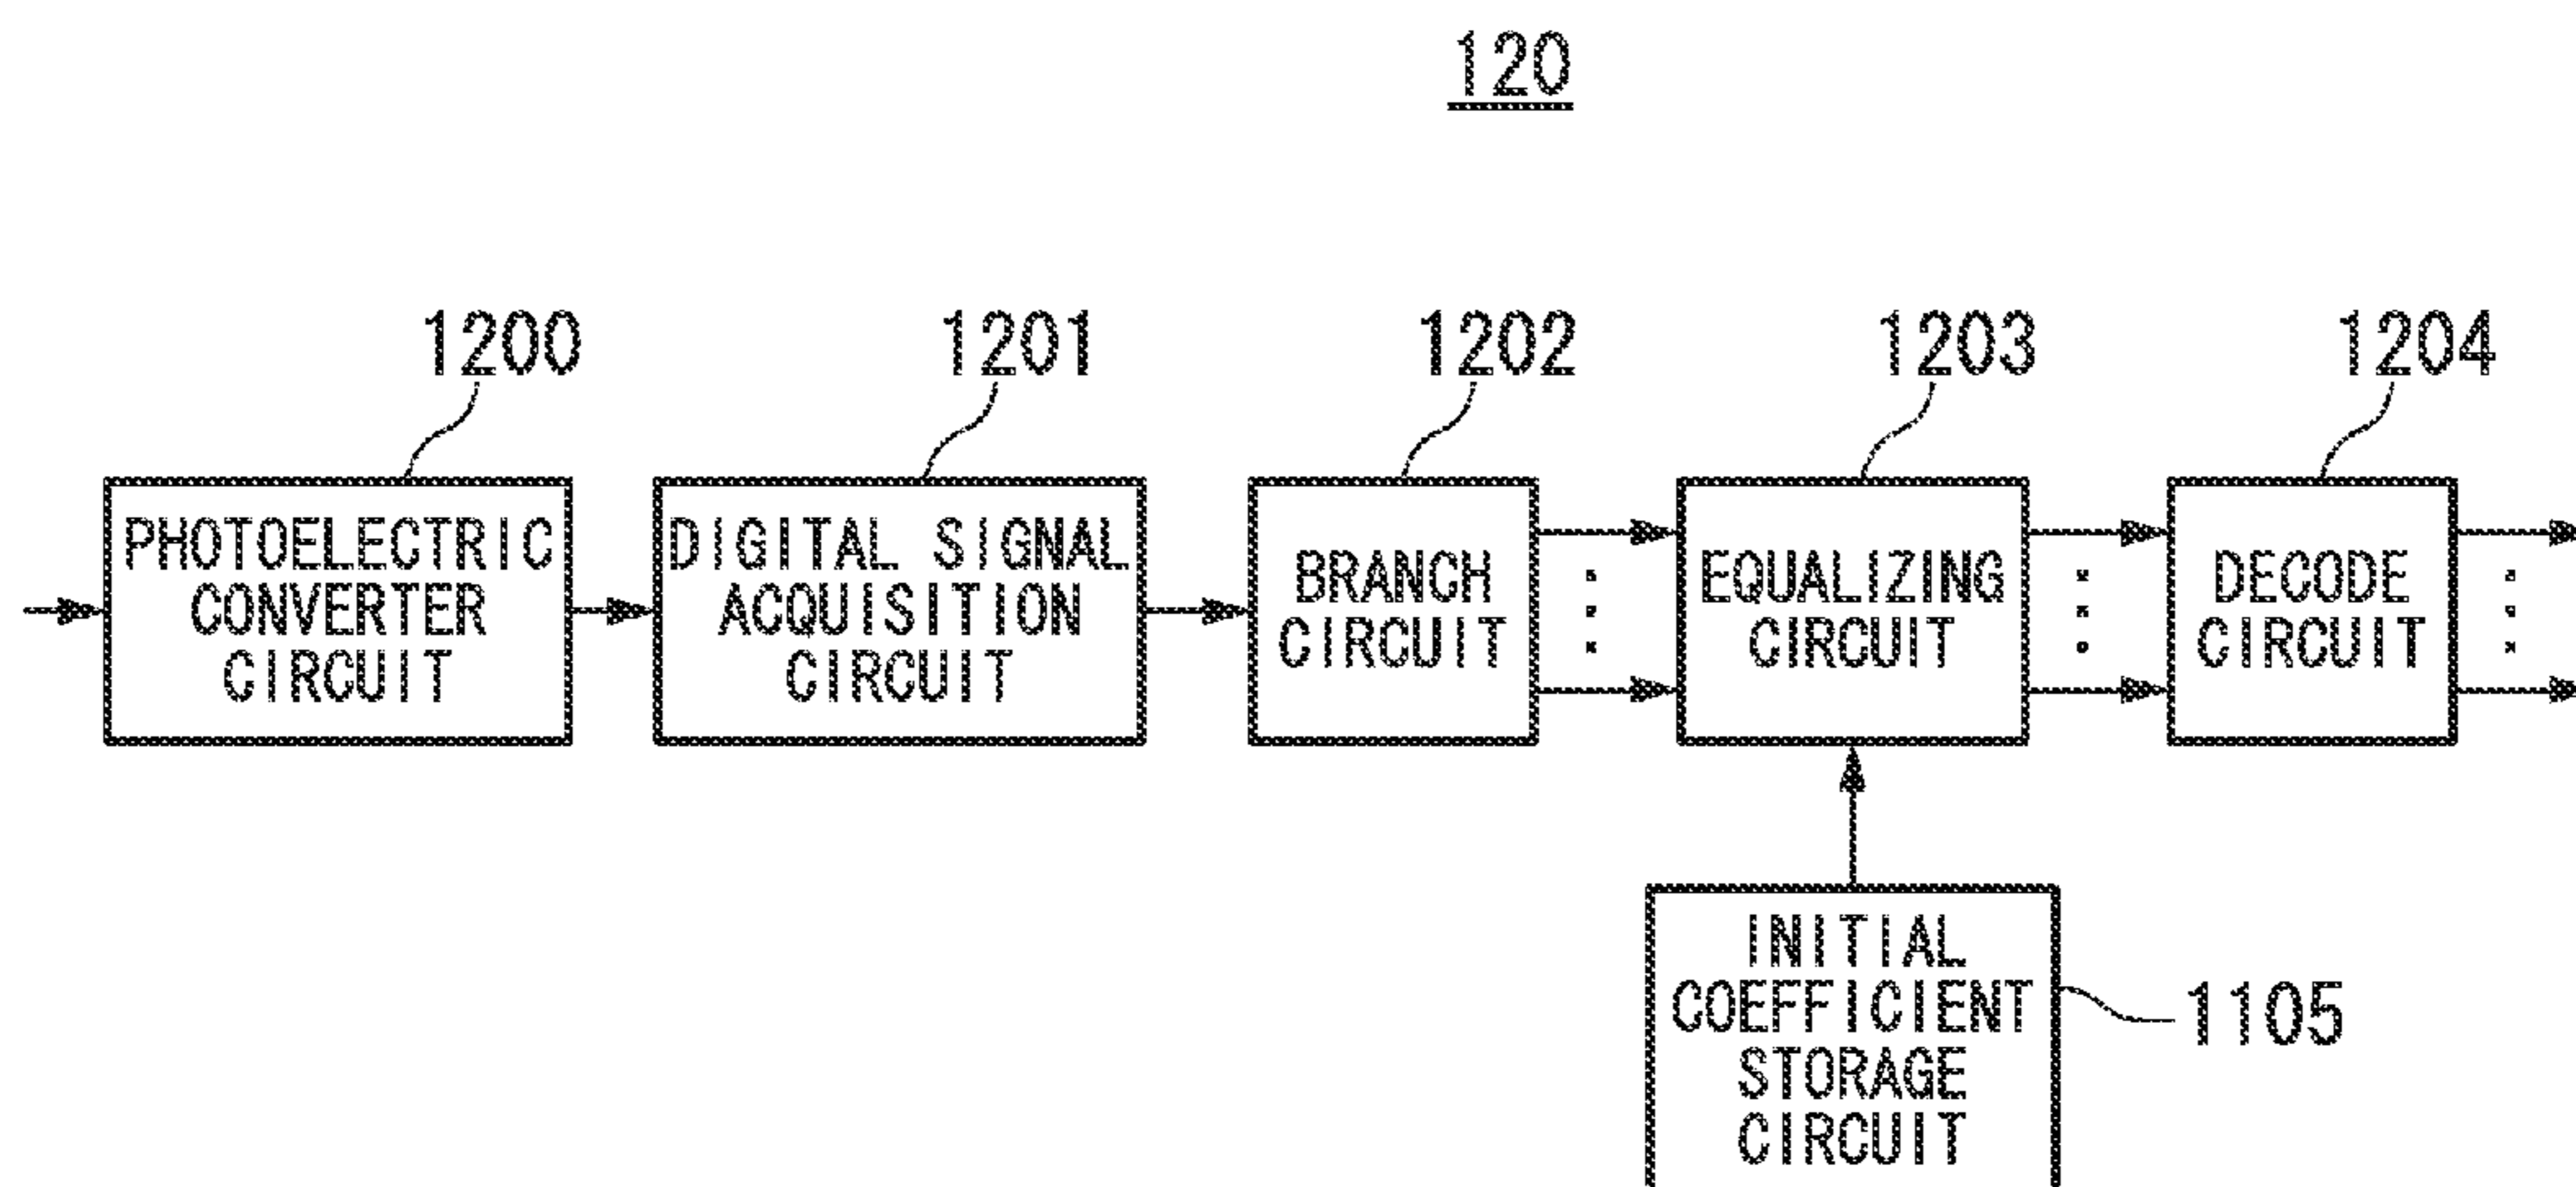 120
1200
1201
1202
1203
1204
PHOTOELECTRIC
CONVERTER
CIRCUIT
DIGITAL SIGNAL
ACQUISITION
CIRCUIT
BRANCH
CIRCUIT
EQUALIZING
CIRCUIT
DECODE
CIRCUIT
INITIAL
COEFFICIENT
STORAGE
CIRCUIT
1105